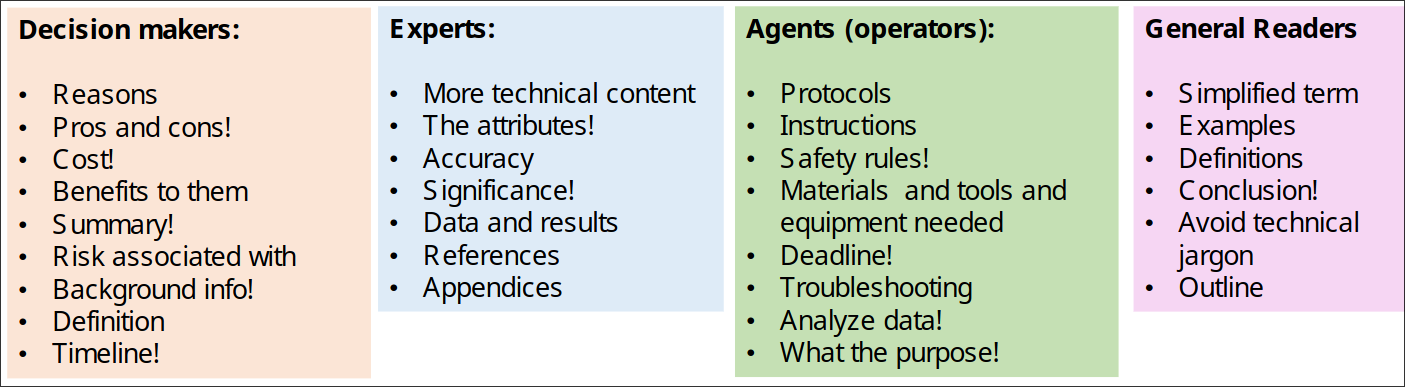 Decision makers:
• Reasons
• Pros and cons!
• Cost!
• Benefits to them
• Summary!
• Risk associated with
• Background info!
• Definition
• Timeline!
Experts:
• More technical content
• The attributes!
• Accuracy
• Significance!
• Data and results
• References
• Appendices
Agents (operators):
• Protocols
• Instructions
• Safety rules!
• Materials and tools and
equipment needed
• Deadline!
• Troubleshooting
• Analyze data!
• What the purpose!
General Readers
• Simplified term
• Examples
• Definitions
• Conclusion!
• Avoid technical
jargon
• Outline